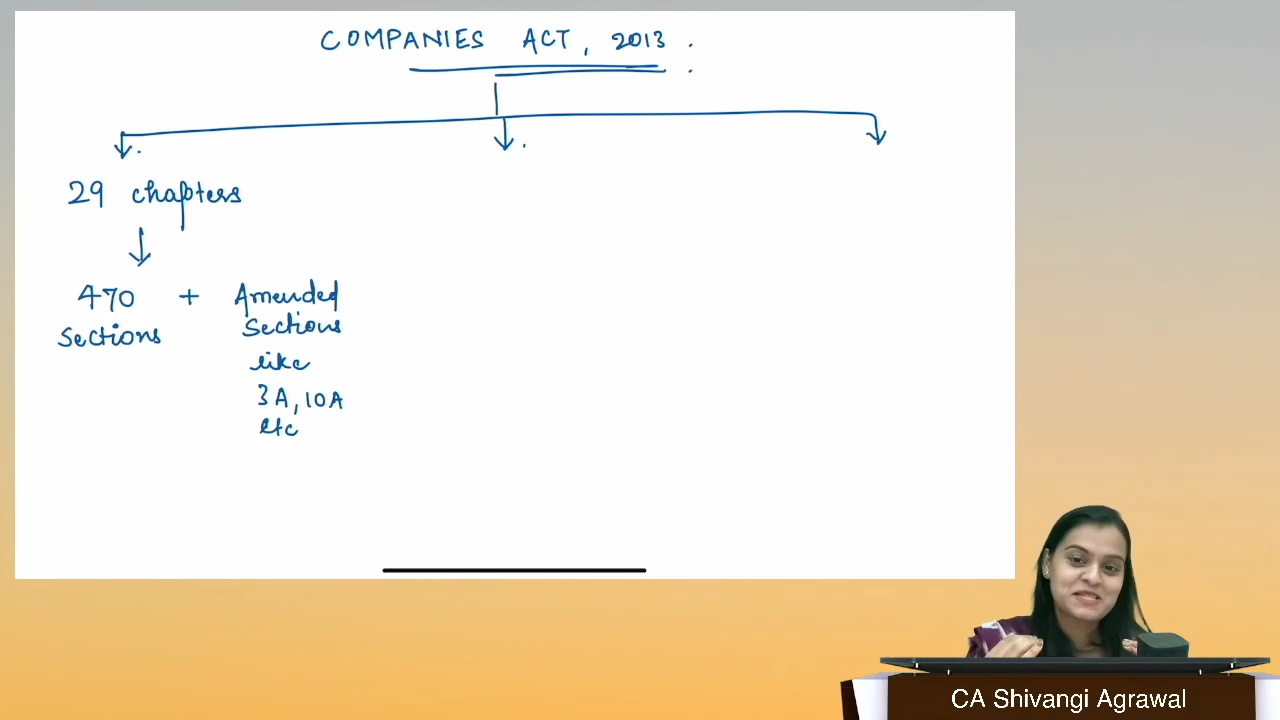 COMPANIES ACT, 2013.
29 chapters
470 + Amended
Sections Sections
like
3A, 10A
etc
CA Shivangi Agrawal